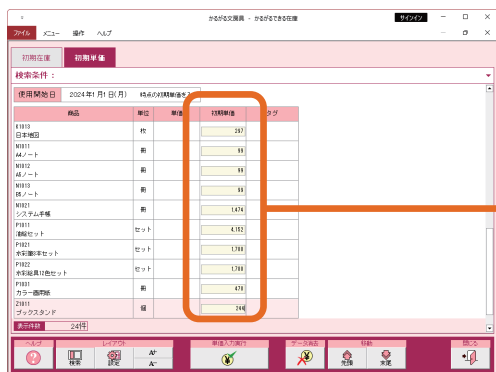 かるがる文房具 - かるがるできる在庫
サインイン
ファイル メニュー 操作 ヘルプ
初期在庫 初期単価
検索条件：
使用開始日 2024年1月1日(月) 時点の初期単価を
商品 単位 単価 初期単価 タグ
日本地図 枚 297
N1011
A4ノート 冊 99
N1012
A5ノート 冊 99
N1013
B5ノート 冊 99
N1021
システム手帳 冊 1,474
P1011
油絵セット セット 4,152
P1021
水彩筆8本セット セット 1,798
P1022
水彩絵具12色セット セット 1,798
P1031
カラー画用紙 冊 478
Z1011
ブックスタンド 個 246
表示件数 24件
ヘルプ レイアウト 単価入力実行 データ消去 移動 閉じる
検索 設定 A+ A- 先頭 末尾